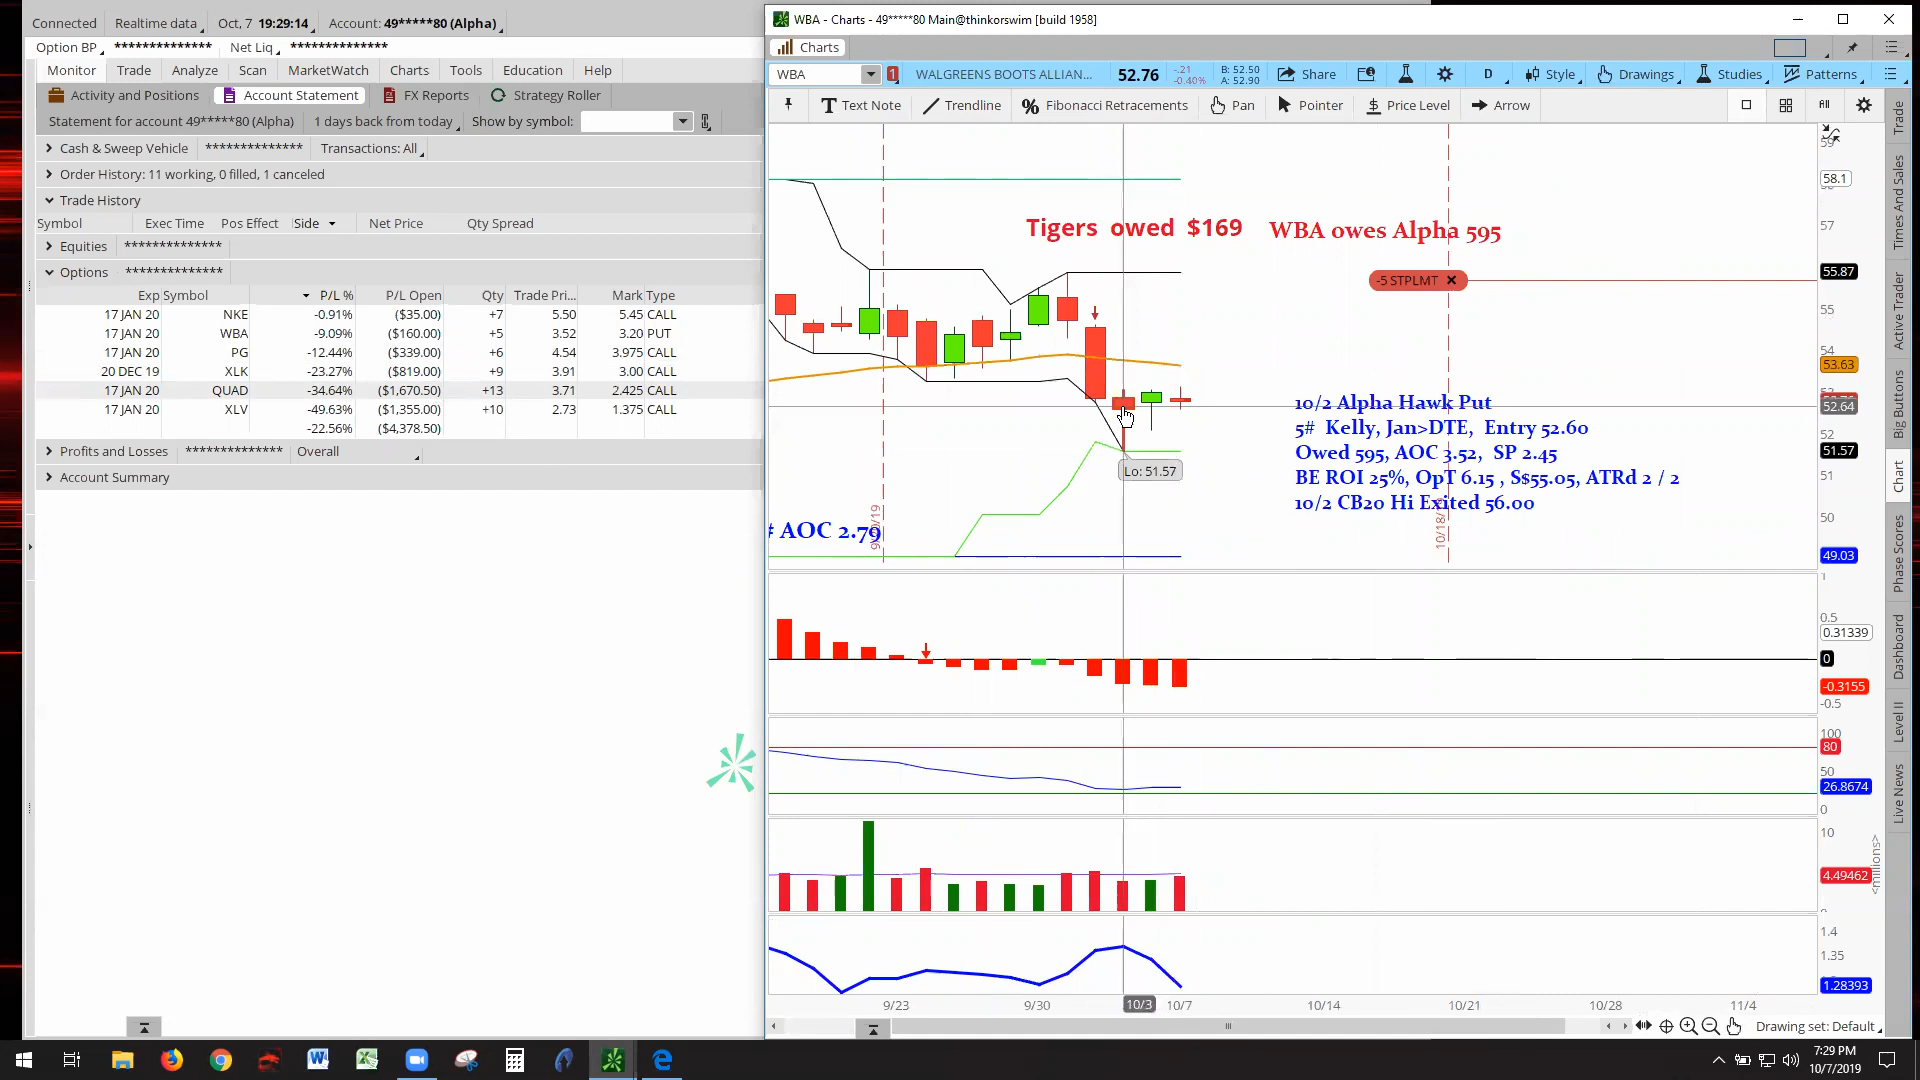 Connected Realtime data Oct, 7 19:29:14 Account: 49*****80 (Alpha)
Option BP ************** Net Liq **************
Monitor Trade Analyze Scan MarketWatch Charts Tools Education Help
Activity and Positions Account Statement FX Reports Strategy Roller
Statement for account 49*****80 (Alpha) 1 days back from today Show by symbol:
Cash & Sweep Vehicle ************** Transactions: All
Order History: 11 working, 0 filled, 1 canceled
Trade History
Symbol Exec Time Pos Effect Side Net Price Qty Spread
Equities **************
Options **************
Exp Symbol P/L % P/L Open Qty Trade Pri... Mark Type
17 JAN 20 NKE -0.91% ($35.00) +7 5.50 5.45 CALL
17 JAN 20 WBA -9.09% ($160.00) +5 3.52 3.20 PUT
17 JAN 20 PG -12.44% ($339.00) +6 4.54 3.975 CALL
20 DEC 19 XLK -23.27% ($819.00) +9 3.91 3.00 CALL
17 JAN 20 QUAD -34.64% ($1,670.50) +13 3.71 2.425 CALL
17 JAN 20 XLV -49.63% ($1,355.00) +10 2.73 1.375 CALL
-22.56% ($4,378.50)
Profits and Losses ************** Overall
Account Summary
WBA - Charts - 49*****80 Main@thinkorswim [build 1958]
Charts
WBA 1 WALGREENS BOOTS ALLIAN... 52.76 -.21 -0.40% B: 52.50 A: 52.90 Share D Style Drawings Studies Patterns
Text Note Trendline Fibonacci Retracements Pan Pointer Price Level Arrow All
Tigers owed $169 WBA owes Alpha 595
-5 STPLMT
10/2 Alpha Hawk Put
5# Kelly, Jan>DTE, Entry 52.60
Owed 595, AOC 3.52, SP 2.45
BE ROI 25%, OpT 6.15 , S$55.05, ATRd 2 / 2
10/2 CB20 Hi Exited 56.00
Lo: 51.57
# AOC 2.79
10/18/
59
58.1
57
55.87
55
54
53.63
52.64
52
51.57
51
50
49.03
1
0.5
0.31339
0
-0.3155
-0.5
100
80
50
26.8674
0
10
4.49462
<millions>
1.4
1.35
1.28393
9/23 9/30 10/3 10/7 10/14 10/21 10/28 11/4
Drawing set: Default
Trade
Times And Sales
Active Trader
Big Buttons
Chart
Phase Scores
Dashboard
Level II
Live News
7:29 PM
10/7/2019